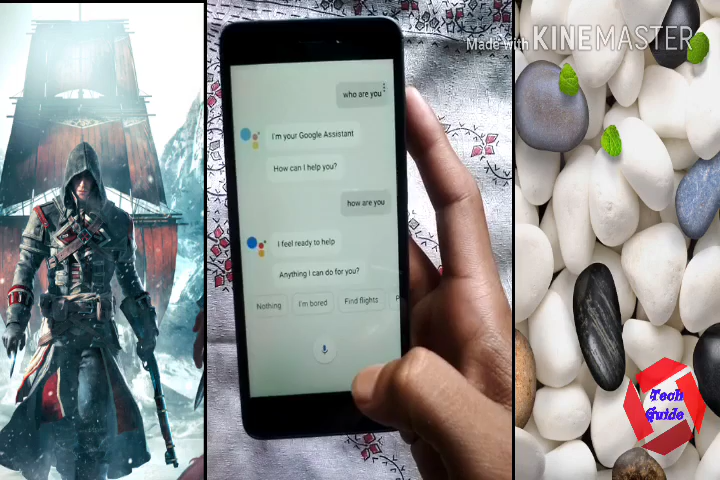 Made with KINEMASTER
who are you
I'm your Google Assistant
How can I help you?
how are you
I feel ready to help
Anything I can do for you?
Nothing
I'm bored
Find flights
Tech
Guide